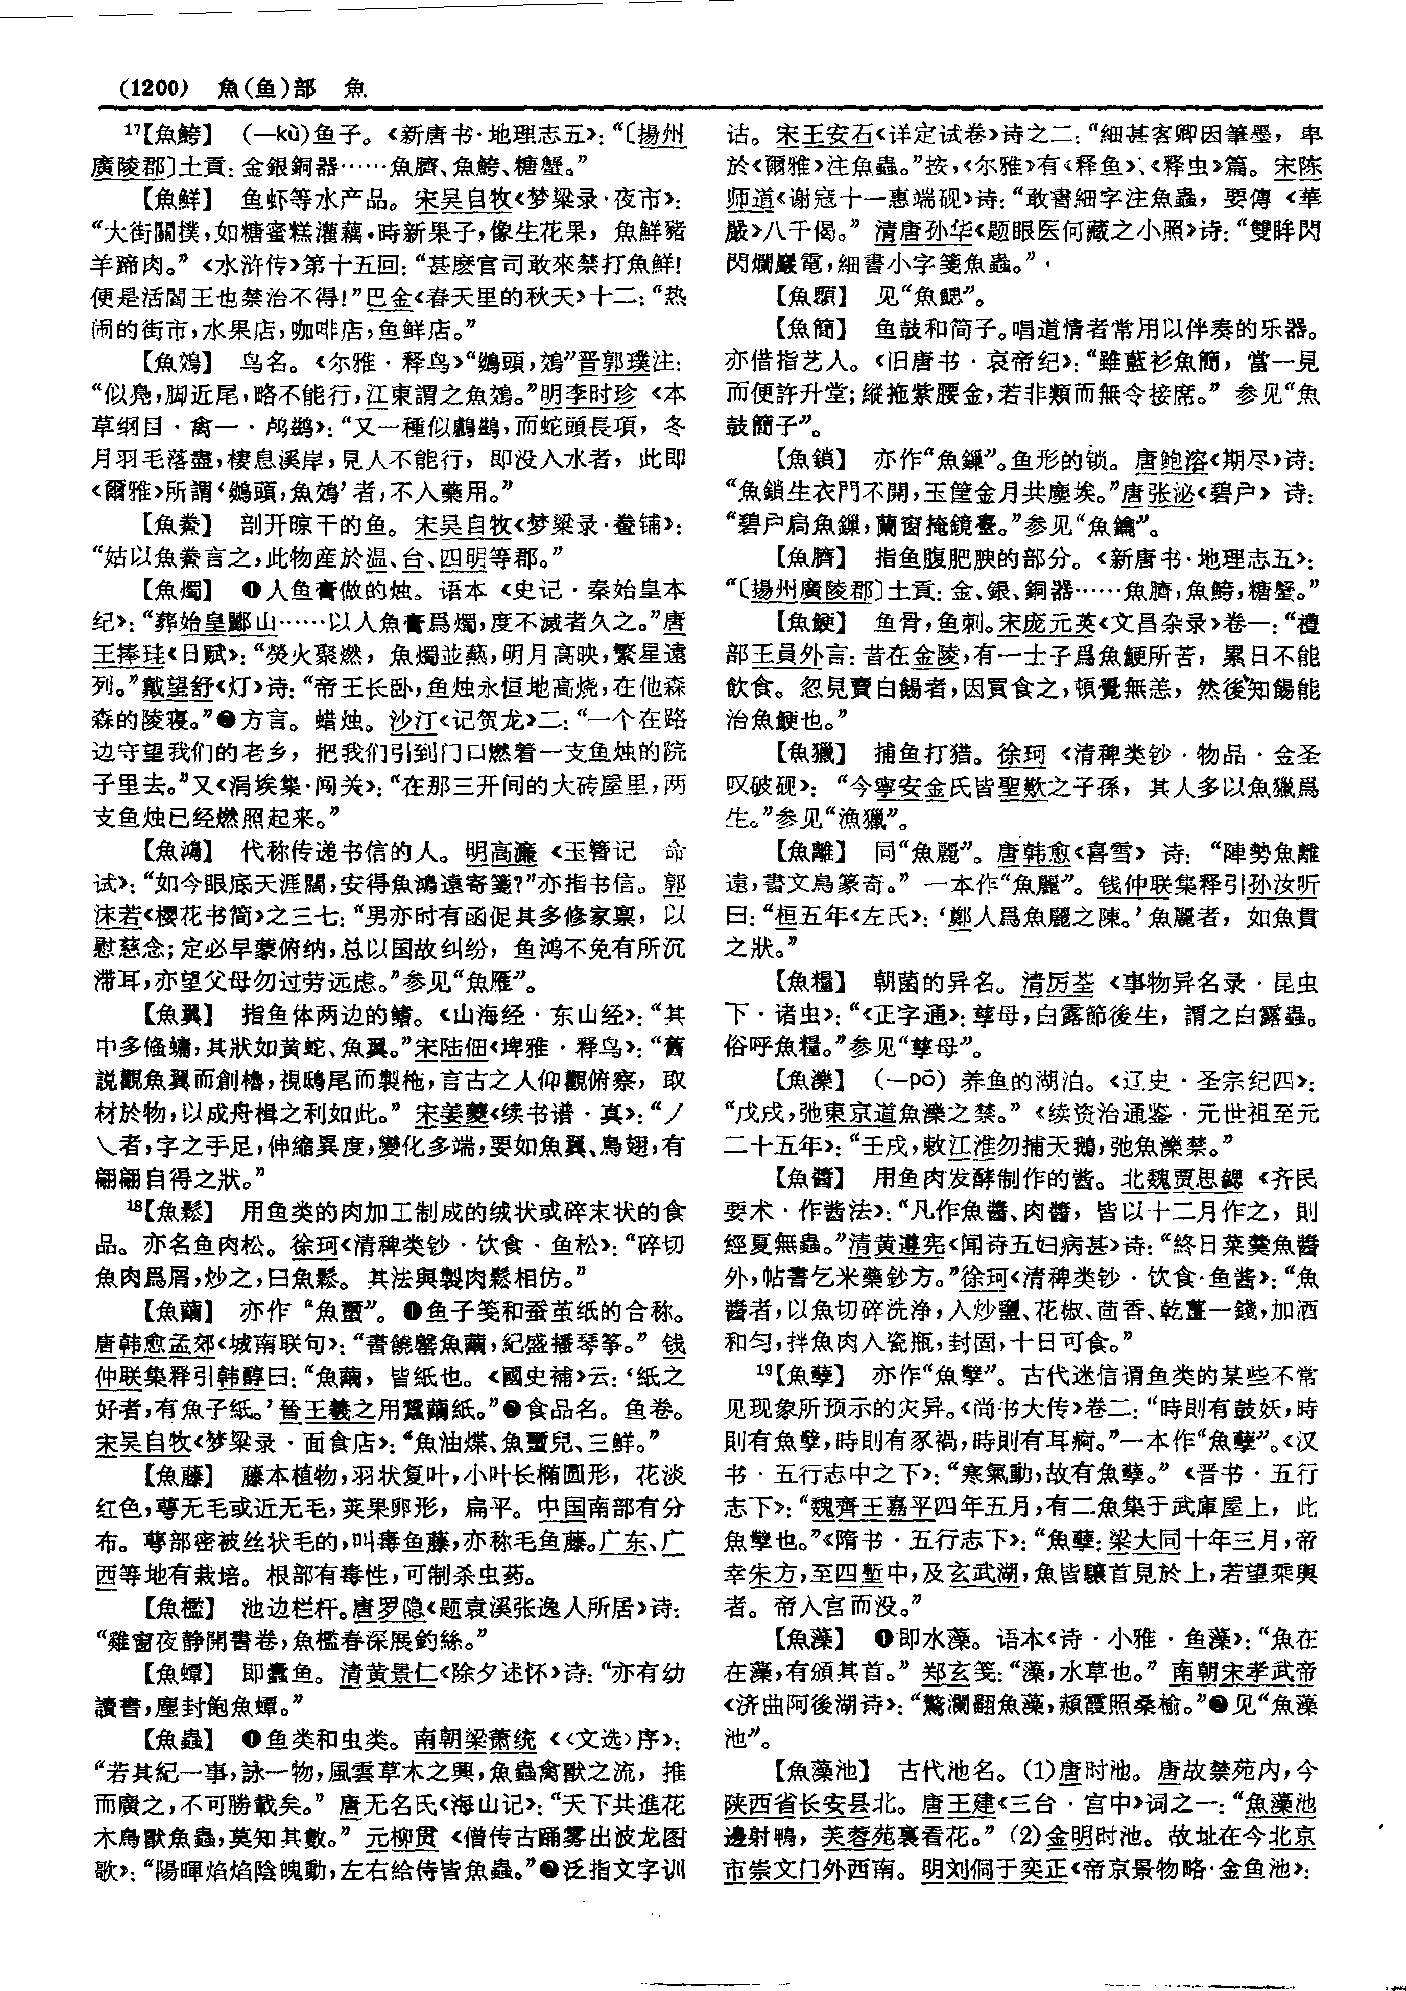 (1200) 魚(鱼)部 魚
¹⁷【魚鮬】 (—kù)鱼子。《新唐书·地理志五》：“〔揚州
廣陵郡〕土貢：金銀銅器……魚臍、魚鮬、糖蟹。”
【魚鮮】 鱼虾等水产品。宋吴自牧《梦粱录·夜市》：
“大街關撲，如糖蜜糕灌藕，時新果子，像生花果，魚鮮豬
羊蹄肉。”《水浒传》第十五回：“甚麽官司敢來禁打魚鮮！
便是活閻王也禁治不得！”巴金《春天里的秋天》十二：“热
闹的街市，水果店，咖啡店，鱼鲜店。”
【魚鵁】 鸟名。《尔雅·释鸟》“鴢頭，鵁”晋郭璞注：
“似鳧，脚近尾，略不能行，江東謂之魚鵁。”明李时珍《本
草纲目·禽一·鸬鹚》：“又一種似鸕鷀，而蛇頭長項，冬
月羽毛落盡，棲息溪岸，見人不能行，即没入水者，此即
《爾雅》所謂‘鴢頭，魚鵁’者，不入藥用。”
【魚鮝】 剖开晾干的鱼。宋吴自牧《梦粱录·鲞铺》：
“姑以魚鮝言之，此物産於温、台、四明等郡。”
【魚燭】 ❶人鱼膏做的烛。语本《史记·秦始皇本
纪》：“葬始皇酈山……以人魚膏爲燭，度不滅者久之。”唐
王捧珪《日赋》：“熒火聚燃，魚燭並爇，明月高映，繁星遠
列。”戴望舒《灯》诗：“帝王长卧，鱼烛永恒地高烧，在他森
森的陵寝。”❷方言。蜡烛。沙汀《记贺龙》二：“一个在路
边守望我们的老乡，把我们引到门口燃着一支鱼烛的院
子里去。”又《涓埃集·闯关》：“在那三开间的大砖屋里，两
支鱼烛已经燃照起来。”
【魚鴻】 代称传递书信的人。明高濂《玉簪记 命
试》：“如今眼底天涯闊，安得魚鴻遠寄箋？”亦指书信。郭
沫若《樱花书简》之三七：“男亦时有函促其多修家禀，以
慰慈念；定必早蒙俯纳，总以国故纠纷，鱼鸿不免有所沉
滞耳，亦望父母勿过劳远虑。”参见“魚雁”。
【魚翼】 指鱼体两边的鳍。《山海经·东山经》：“其
中多偹䗤，其狀如黄蛇、魚翼。”宋陆佃《埤雅·释鸟》：“舊
説觀魚翼而創櫓，視鴟尾而製柂，言古之人仰觀俯察，取
材於物，以成舟楫之利如此。”宋姜夔《续书谱·真》：“丿
乀者，字之手足，伸縮異度，變化多端，要如魚翼、鳥翅，有
翩翩自得之狀。”
¹⁸【魚鬆】 用鱼类的肉加工制成的绒状或碎末状的食
品。亦名鱼肉松。徐珂《清稗类钞·饮食·鱼松》：“碎切
魚肉爲屑，炒之，曰魚鬆。其法與製肉鬆相仿。”
【魚繭】 亦作“魚蠒”。❶鱼子笺和蚕茧纸的合称。
唐韩愈孟郊《城南联句》：“書饒罄魚繭，紀盛播琴筝。”钱
仲联集释引韩醇曰：“魚繭，皆紙也。《國史補》云：‘紙之
好者，有魚子紙。’晉王羲之用蠶繭紙。”❷食品名。鱼卷。
宋吴自牧《梦粱录·面食店》：“魚油煠、魚蠒兒、三鮮。”
【魚藤】 藤本植物，羽状复叶，小叶长椭圆形，花淡
红色，萼无毛或近无毛，荚果卵形，扁平。中国南部有分
布。萼部密被丝状毛的，叫毒鱼藤，亦称毛鱼藤。广东、广
西等地有栽培。根部有毒性，可制杀虫药。
【魚檻】 池边栏杆。唐罗隐《题袁溪张逸人所居》诗：
“雞窗夜静開書卷，魚檻春深展釣絲。”
【魚蟫】 即蠹鱼。清黄景仁《除夕述怀》诗：“亦有幼
讀書，塵封飽魚蟫。”
【魚蟲】 ❶鱼类和虫类。南朝梁萧统《〈文选〉序》：
“若其紀一事，詠一物，風雲草木之興，魚蟲禽獸之流，推
而廣之，不可勝載矣。”唐无名氏《海山记》：“天下共進花
木鳥獸魚蟲，莫知其數。”元柳贯《僧传古踊雾出波龙图
歌》：“陽暉焰焰陰魄動，左右給侍皆魚蟲。”❷泛指文字训
诂。宋王安石《详定试卷》诗之二：“細甚客卿因筆墨，卑
於《爾雅》注魚蟲。”按，《尔雅》有《释鱼》、《释虫》篇。宋陈
师道《谢寇十一惠端砚》诗：“敢書細字注魚蟲，要傳《華
嚴》八千偈。”清唐孙华《题眼医何藏之小照》诗：“雙眸閃
閃爛巖電，細書小字箋魚蟲。”
【魚顋】 见“魚鰓”。
【魚簡】 鱼鼓和简子。唱道情者常用以伴奏的乐器。
亦借指艺人。《旧唐书·哀帝纪》：“雖藍衫魚簡，當一見
而便許升堂；縱拖紫腰金，若非類而無令接席。”参见“魚
鼓簡子”。
【魚鎖】 亦作“魚鏁”。鱼形的锁。唐鲍溶《期尽》诗：
“魚鎖生衣門不開，玉筐金月共塵埃。”唐张泌《碧户》诗：
“碧户扃魚鏁，蘭窗掩鏡臺。”参见“魚鑰”。
【魚臍】 指鱼腹肥腴的部分。《新唐书·地理志五》：
“〔揚州廣陵郡〕土貢：金、銀、銅器……魚臍，魚鮬，糖蟹。”
【魚鯁】 鱼骨，鱼刺。宋庞元英《文昌杂录》卷一：“禮
部王員外言：昔在金陵，有一士子爲魚鯁所苦，累日不能
飲食。忽見賣白餳者，因買食之，頓覺無恙，然後知餳能
治魚鯁也。”
【魚獵】 捕鱼打猎。徐珂《清稗类钞·物品·金圣
叹破砚》：“今寧安金氏皆聖歎之子孫，其人多以魚獵爲
生。”参见“漁獵”。
【魚離】 同“魚麗”。唐韩愈《喜雪》诗：“陣勢魚離
遠，書文鳥篆奇。”一本作“魚麗”。钱仲联集释引孙汝听
曰：“桓五年《左氏》：‘鄭人爲魚麗之陳。’魚麗者，如魚貫
之狀。”
【魚糧】 朝菌的异名。清厉荃《事物异名录·昆虫
下·诸虫》：“《正字通》：孳母，白露節後生，謂之白露蟲。
俗呼魚糧。”参见“孳母”。
【魚濼】 (—pō) 养鱼的湖泊。《辽史·圣宗纪四》：
“戊戌，弛東京道魚濼之禁。”《续资治通鉴·元世祖至元
二十五年》：“壬戌，敕江淮勿捕天鵝，弛魚濼禁。”
【魚醬】 用鱼肉发酵制作的酱。北魏贾思勰《齐民
要术·作酱法》：“凡作魚醬、肉醬，皆以十二月作之，則
經夏無蟲。”清黄遵宪《闻诗五妇病甚》诗：“終日菜羹魚醬
外，帖書乞米藥鈔方。”徐珂《清稗类钞·饮食·鱼酱》：“魚
醬者，以魚切碎洗浄，入炒鹽、花椒、茴香、乾薑一錢，加酒
和匀，拌魚肉入瓷瓶，封固，十日可食。”
¹⁹【魚孽】 亦作“魚孼”。古代迷信谓鱼类的某些不常
见现象所预示的灾异。《尚书大传》卷二：“時則有鼓妖，時
則有魚孼，時則有豕禍，時則有耳痾。”一本作“魚孽”。《汉
书·五行志中之下》：“寒氣動，故有魚孽。”《晋书·五行
志下》：“魏齊王嘉平四年五月，有二魚集于武庫屋上，此
魚孼也。”《隋书·五行志下》：“魚孽：梁大同十年三月，帝
幸朱方，至四塹中，及玄武湖，魚皆驤首見於上，若望乘輿
者。帝入宫而没。”
【魚藻】 ❶即水藻。语本《诗·小雅·鱼藻》：“魚在
在藻，有頒其首。”郑玄笺：“藻，水草也。”南朝宋孝武帝
《济曲阿後湖诗》：“驚瀾翻魚藻，赬霞照桑榆。”❷见“魚藻
池”。
【魚藻池】 古代池名。(1)唐时池。唐故禁苑内，今
陕西省长安县北。唐王建《三台·宫中》词之一：“魚藻池
邊射鴨，芙蓉苑裏看花。”(2)金明时池。故址在今北京
市崇文门外西南。明刘侗于奕正《帝京景物略·金鱼池》：